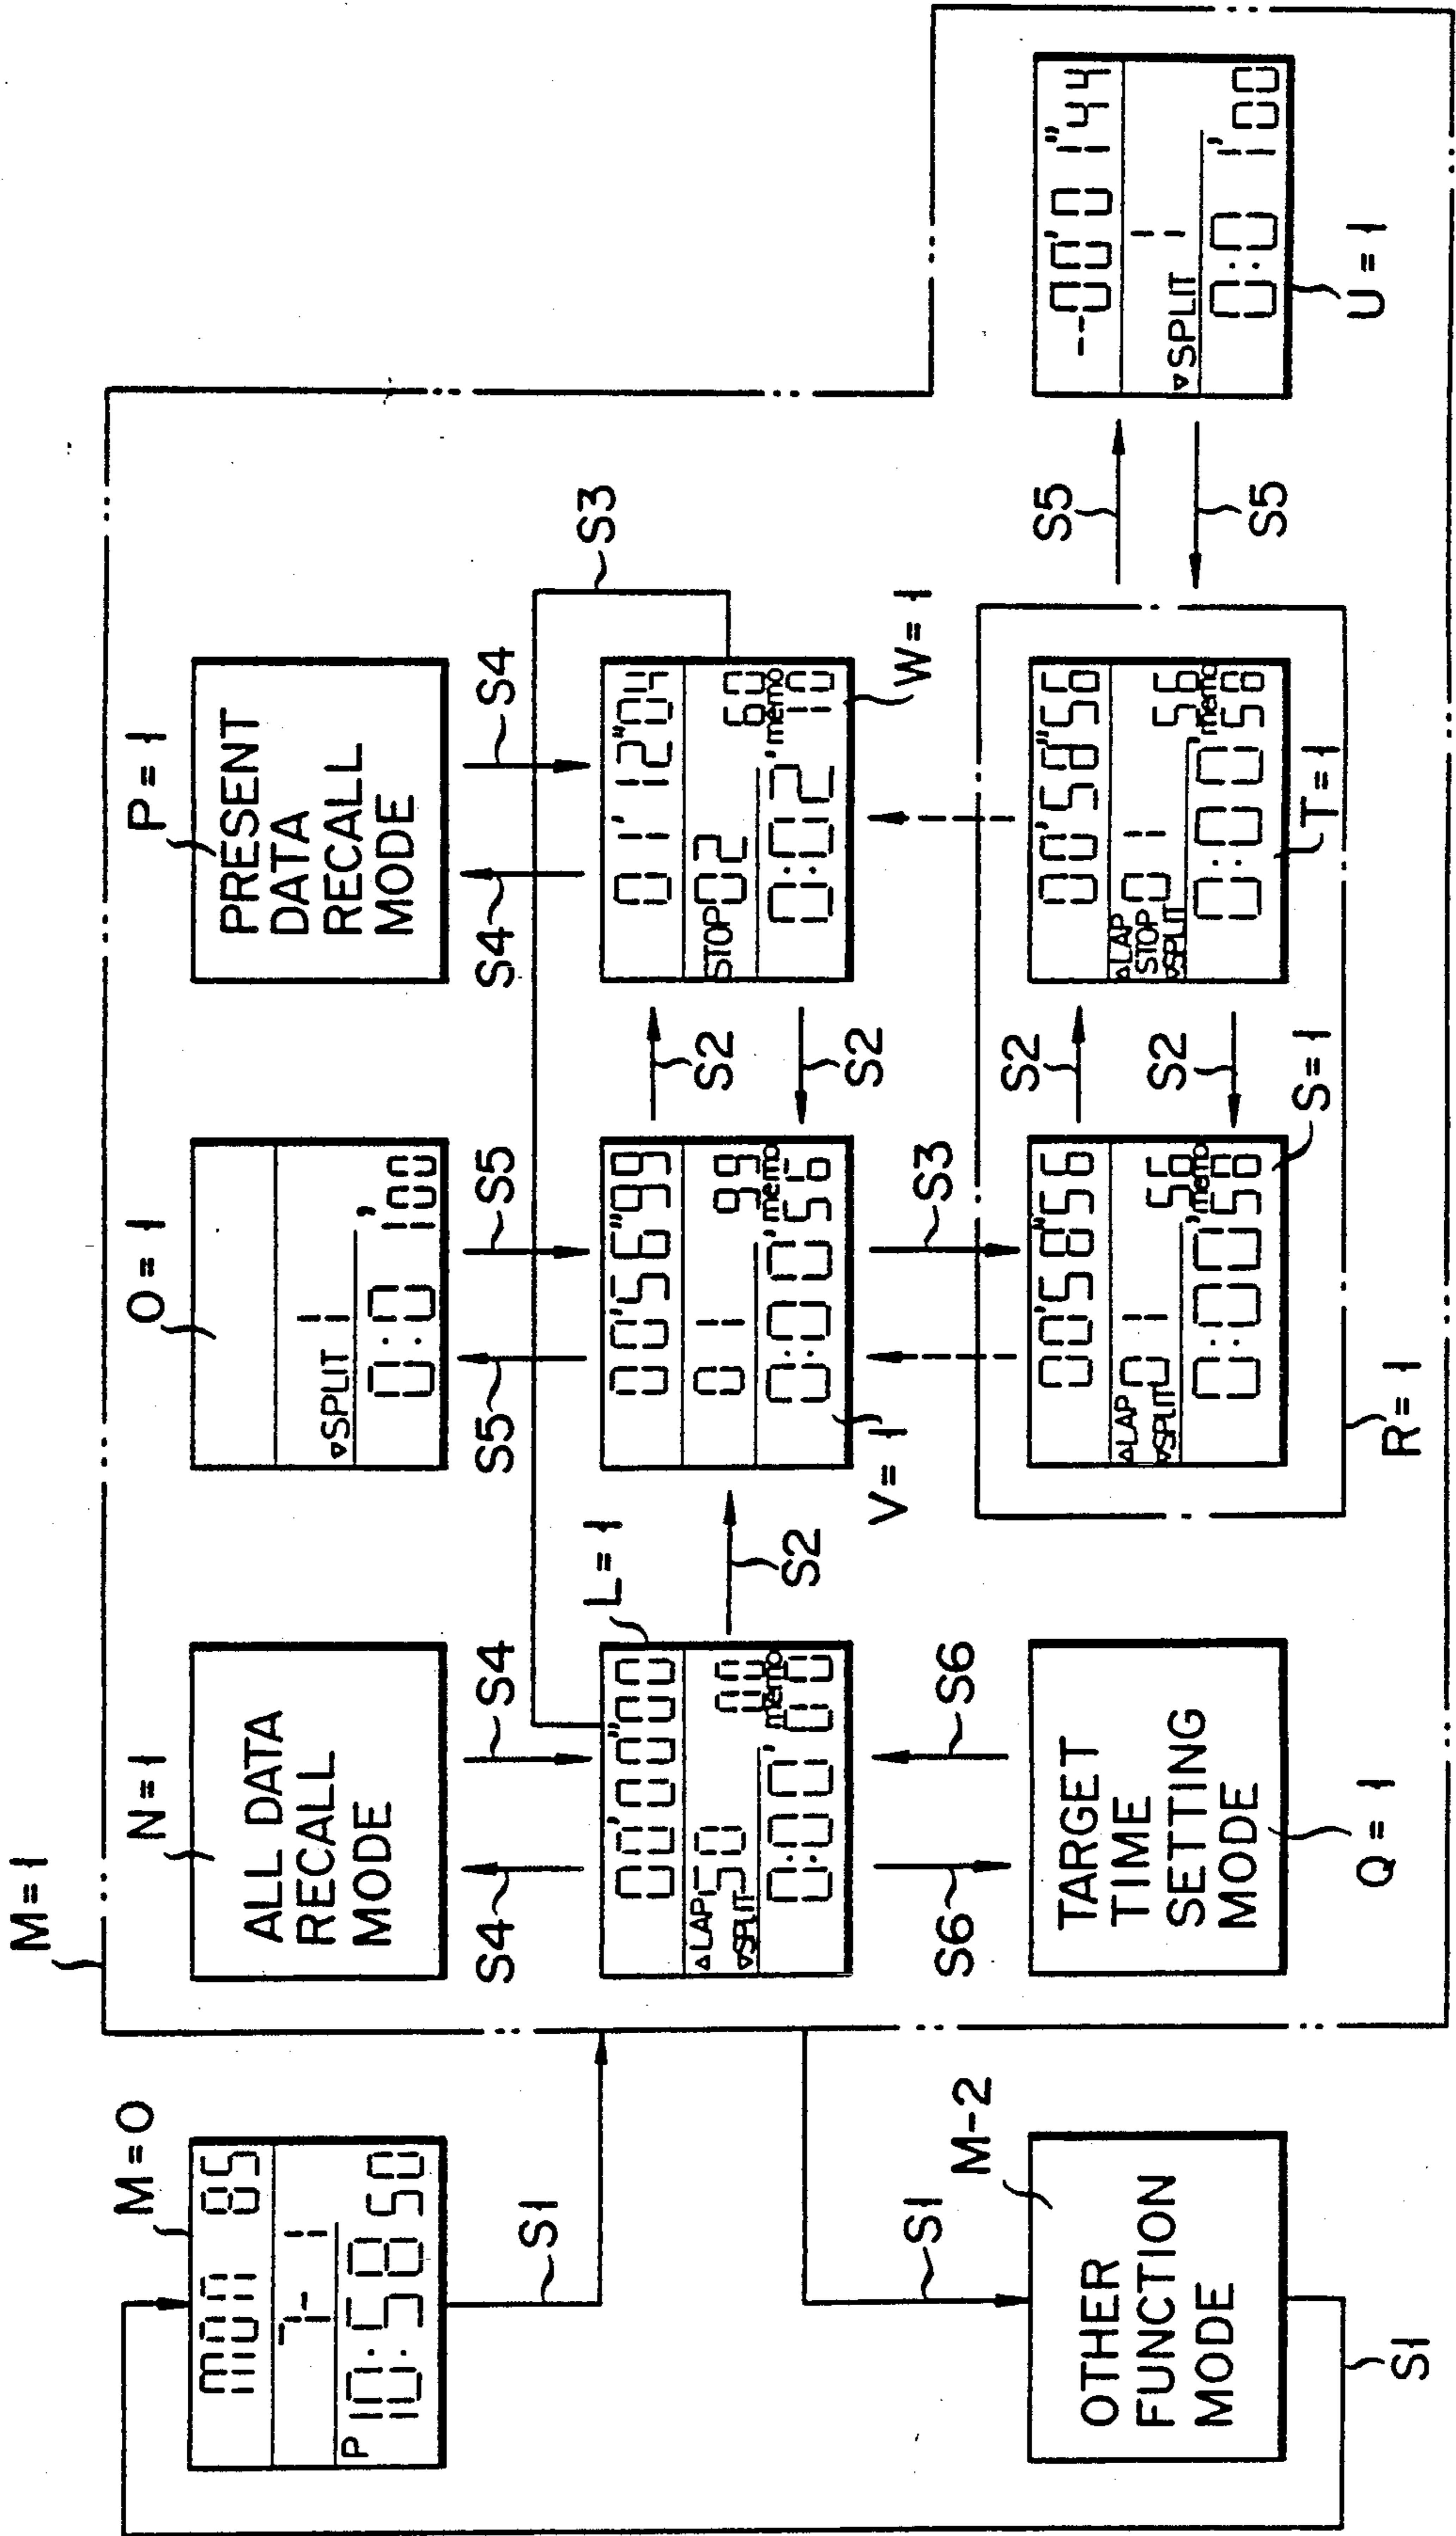 M=1
M=0
mon 85
7- 1
P 10:58 50
S1
M-2
OTHER
FUNCTION
MODE
S1
S1
N=1
ALL DATA
RECALL
MODE
S4
S4
L=1
00'00"00
△LAP
50
00
▽SPLIT
memo
0:00'00
S2
S6
S6
TARGET
TIME
SETTING
MODE
Q=1
O=1
▽SPLIT 1
0:0 '00
S5
S5
00'56"99
01 99
memo
0:00'56
V=1
S3
S2
S2
P=1
PRESENT
DATA
RECALL
MODE
S4
S4
S3
01'12"04
STOP 02 60
memo
0:02'10
W=1
00'58"56
△LAP
01 56
▽SPLIT
memo
0:00'58
S=1
R=1
S2
S2
00'58"56
△LAP
STOP 01 56
▽SPLIT
memo
0:00'58
T=1
S5
S5
--00'01"44
1
▽SPLIT
0:01'00
U=1